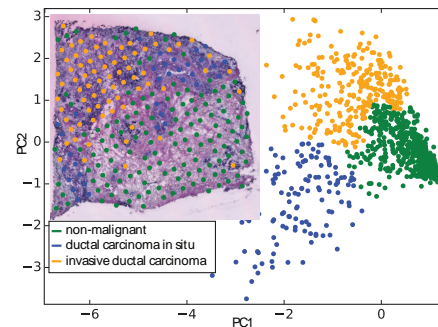 3
2
1
0
−1
−2
−3
PC2
non-malignant
ductal carcinoma in situ
invasive ductal carcinoma
−6
−4
−2
0
PC1